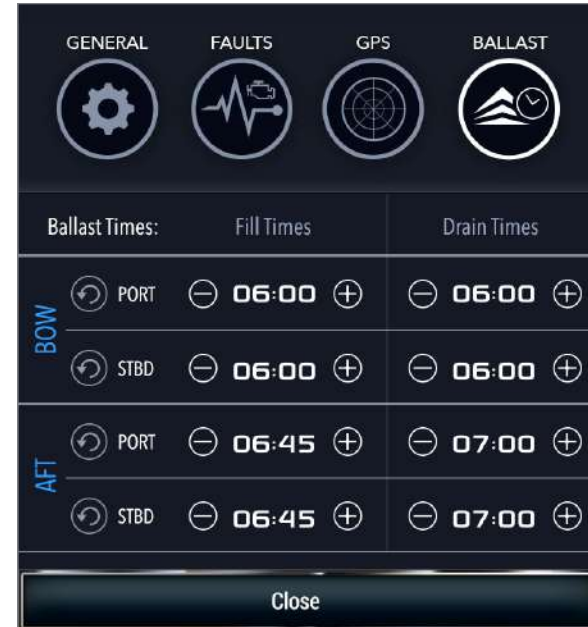 GENERAL FAULTS GPS BALLAST
Ballast Times: Fill Times Drain Times
BOW
PORT 06:00 06:00
STBD 06:00 06:00
AFT
PORT 06:45 07:00
STBD 06:45 07:00
Close